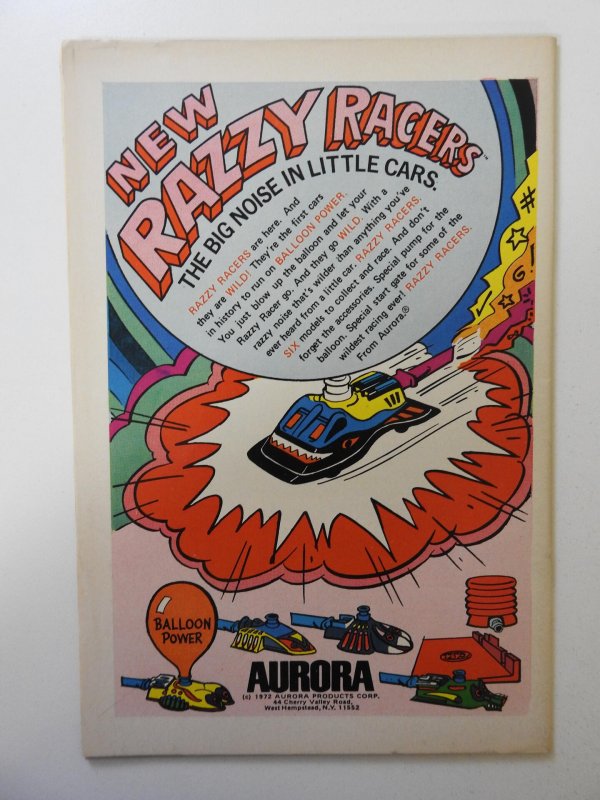 NEW
RAZZY RACERS™
THE BIG NOISE IN LITTLE CARS.
RAZZY RACERS are here. And
they are WILD! They're the first cars
in history to run on BALLOON POWER.
You just blow up the balloon and let your
Razzy Racer go. And they go WILD. With a
razzy noise that's wilder than anything you've
ever heard from a little car. RAZZY RACERS.
SIX models to collect and race. And don't
forget the accessories. Special pump for the
balloon. Special start gate for some of the
wildest racing ever! RAZZY RACERS.
From Aurora.®
#
G!
BALLOON
POWER
AURORA
(c) 1972 AURORA PRODUCTS CORP.
44 Cherry Valley Road,
West Hempstead, N.Y. 11552